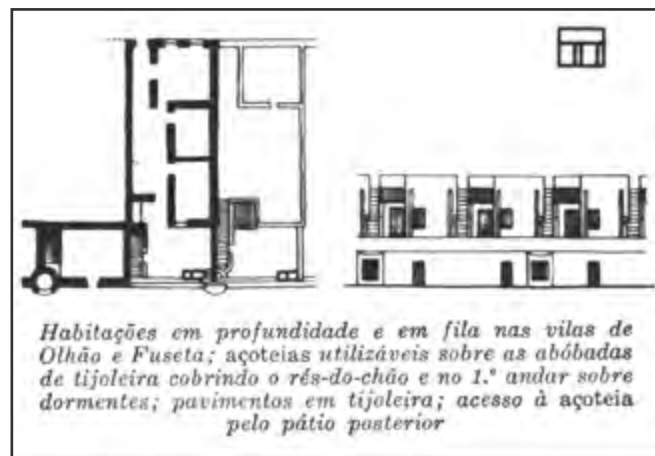 Habitações em profundidade e em fila nas vilas de
Olhão e Fuseta; açoteias utilizáveis sobre as abóbadas
de tijoleira cobrindo o rés-do-chão e no 1.º andar sobre
dormentes; pavimentos em tijoleira; acesso à açoteia
pelo pátio posterior